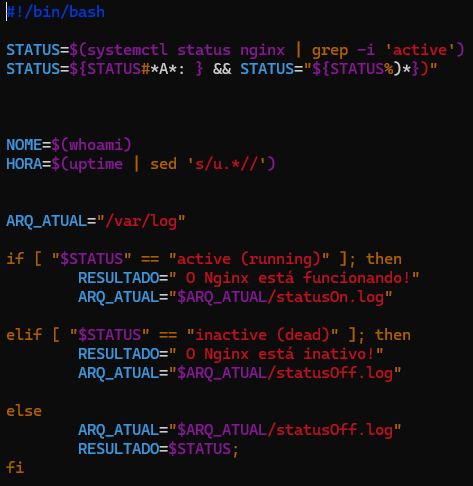 #!/bin/bash
STATUS=$(systemctl status nginx | grep -i 'active')
STATUS=${STATUS#*A*: } && STATUS="${STATUS%)*})"
NOME=$(whoami)
HORA=$(uptime | sed 's/u.*//')
ARQ_ATUAL="/var/log"
if [ "$STATUS" == "active (running)" ]; then
RESULTADO=" O Nginx está funcionando!"
ARQ_ATUAL="$ARQ_ATUAL/statusOn.log"
elif [ "$STATUS" == "inactive (dead)" ]; then
RESULTADO=" O Nginx está inativo!"
ARQ_ATUAL="$ARQ_ATUAL/statusOff.log"
else
ARQ_ATUAL="$ARQ_ATUAL/statusOff.log"
RESULTADO=$STATUS;
fi